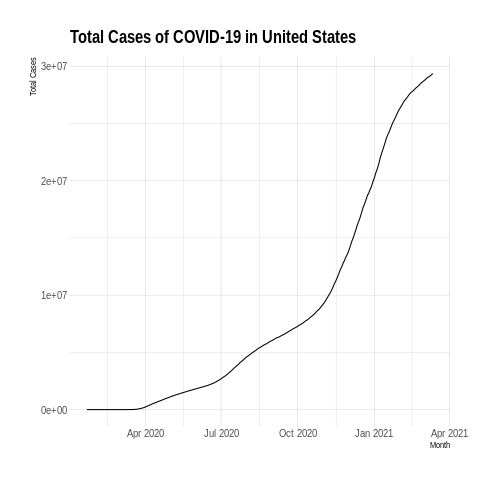 Total Cases of COVID-19 in United States
Total Cases
3e+07
2e+07
1e+07
0e+00
Apr 2020 Jul 2020 Oct 2020 Jan 2021 Apr 2021
Month